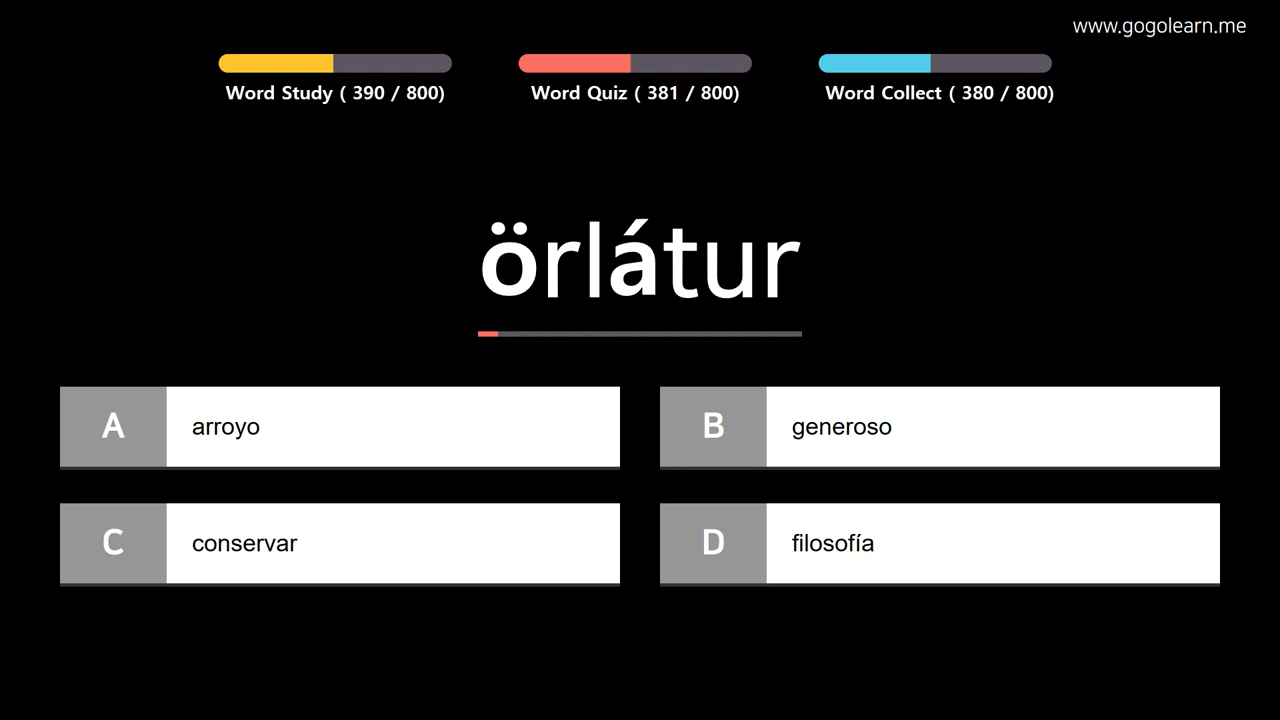 www.gogolearn.me
Word Study ( 390 / 800)
Word Quiz ( 381 / 800)
Word Collect ( 380 / 800)
örlátur
A arroyo
B generoso
C conservar
D filosofía